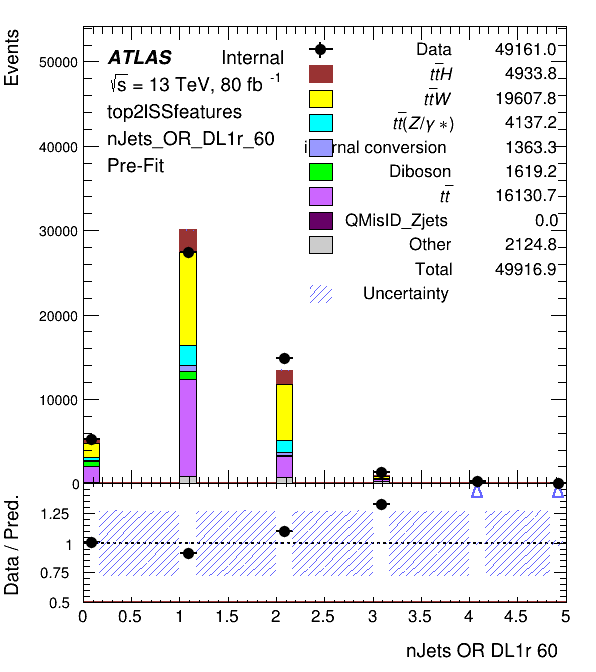 Events
50000
40000
30000
20000
10000
0
ATLAS Internal
√s = 13 TeV, 80 fb⁻¹
top2lSSfeatures
nJets_OR_DL1r_60
Pre-Fit
Data 49161.0
tt̄H 4933.8
tt̄W 19607.8
tt̄(Z/γ*) 4137.2
rnal conversion 1363.3
Diboson 1619.2
tt̄ 16130.7
QMisID_Zjets 0.0
Other 2124.8
Total 49916.9
Uncertainty
Data / Pred.
1.25
1
0.75
0.5
0 0.5 1 1.5 2 2.5 3 3.5 4 4.5 5
nJets OR DL1r 60